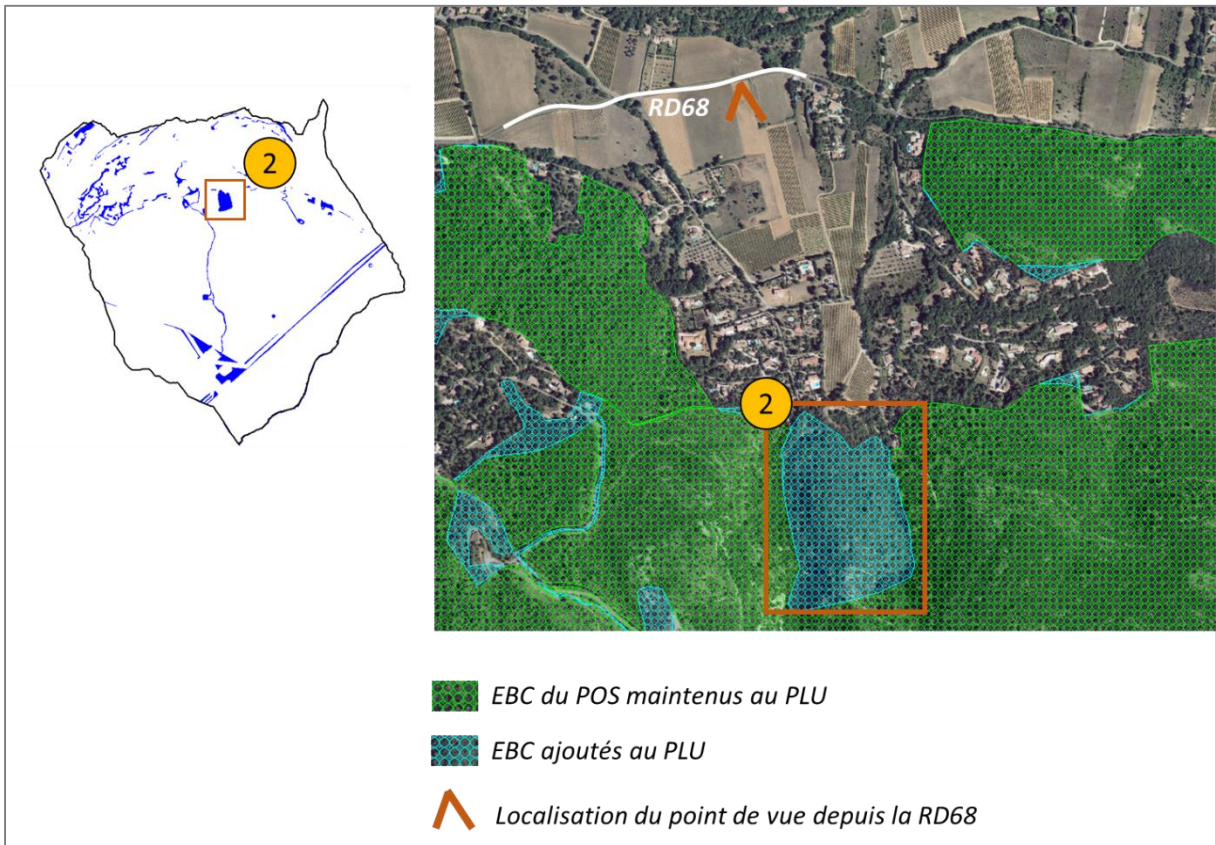 2
RD68
2
EBC du POS maintenus au PLU
EBC ajoutés au PLU
Localisation du point de vue depuis la RD68